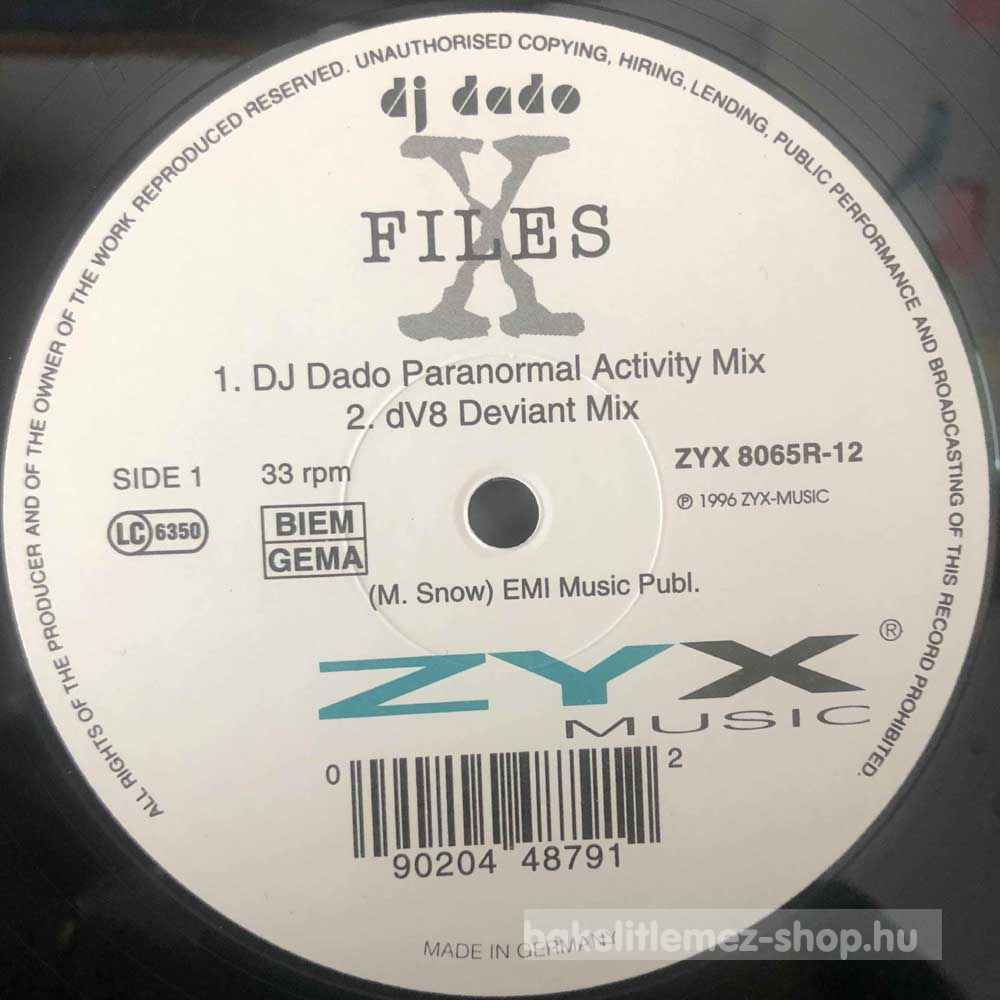 ALL RIGHTS OF THE PRODUCER AND OF THE OWNER OF THE WORK REPRODUCED RESERVED. UNAUTHORISED COPYING, HIRING, LENDING, PUBLIC PERFORMANCE AND BROADCASTING OF THIS RECORD PROHIBITED.
dj dado
X
FILES
1. DJ Dado Paranormal Activity Mix
2. dV8 Deviant Mix
SIDE 1 33 rpm ZYX 8065R-12
℗ 1996 ZYX-MUSIC
LC 6350
BIEM
GEMA
(M. Snow) EMI Music Publ.
ZYX ®
MUSIC
0 90204 48791 2
MADE IN GERMANY
bakelitlemez-shop.hu